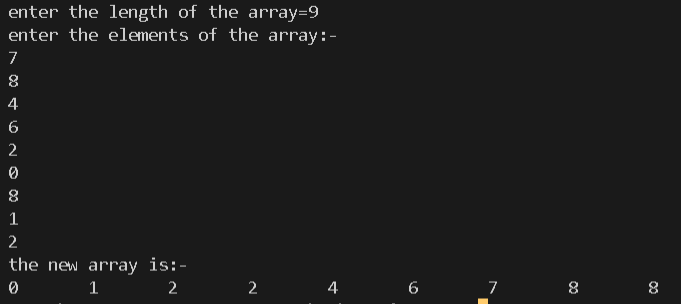 enter the length of the array=9
enter the elements of the array:-
7
8
4
6
2
0
8
1
2
the new array is:-
0 1 2 2 4 6 7 8 8